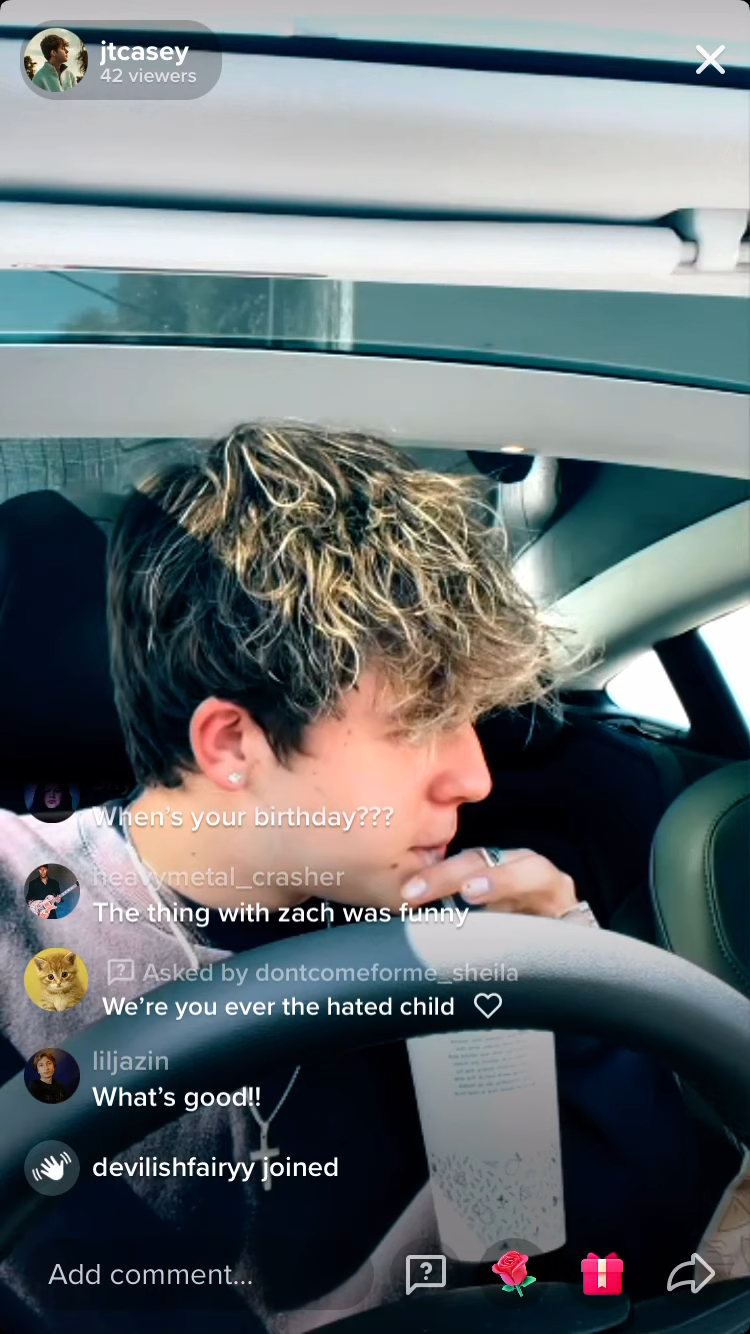 jtcasey
42 viewers
When's your birthday???
heavymetal_crasher
The thing with zach was funny
Asked by dontcomeforme_sheila
We're you ever the hated child
liljazin
What's good!!
devilishfairyy joined
Add comment...